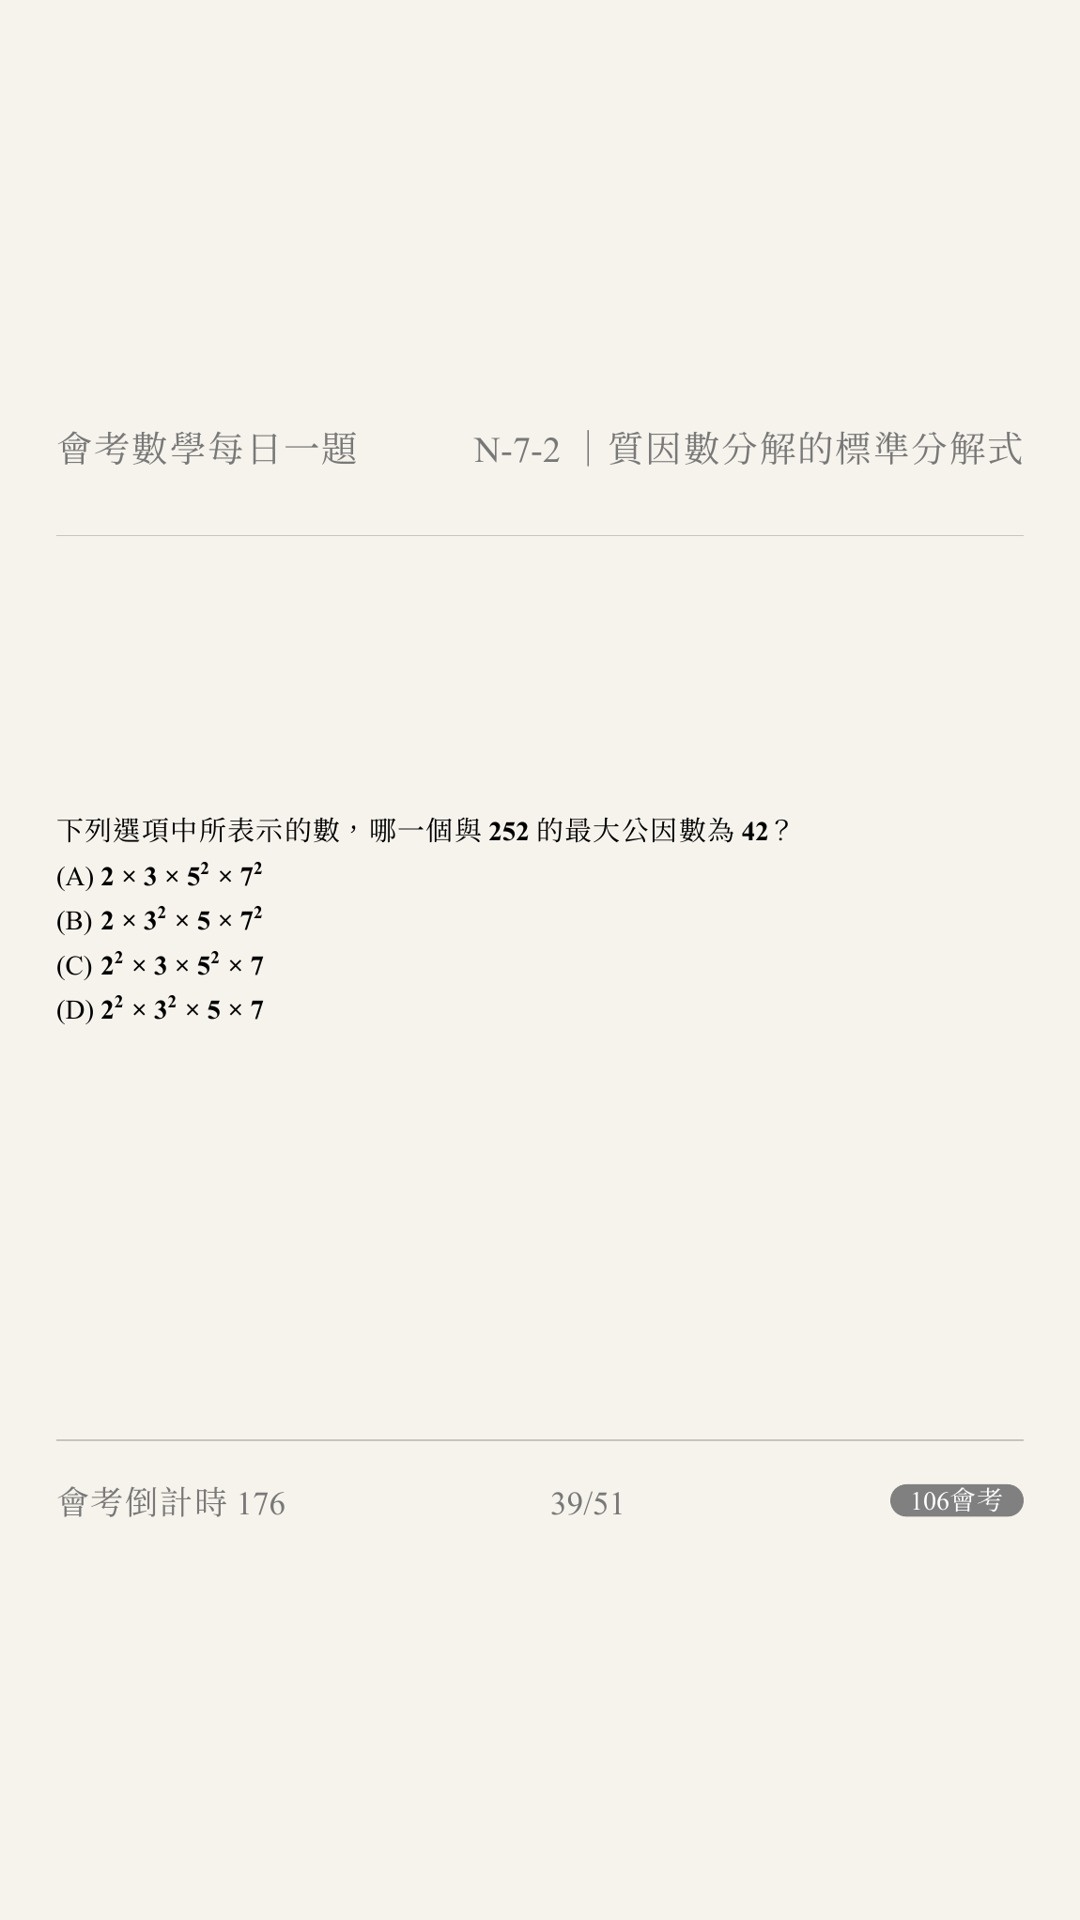 會考數學每日一題
N-7-2｜質因數分解的標準分解式
下列選項中所表示的數，哪一個與 252 的最大公因數為 42？
(A) 2 × 3 × 5² × 7²
(B) 2 × 3² × 5 × 7²
(C) 2² × 3 × 5² × 7
(D) 2² × 3² × 5 × 7
會考倒計時 176
39/51
106會考